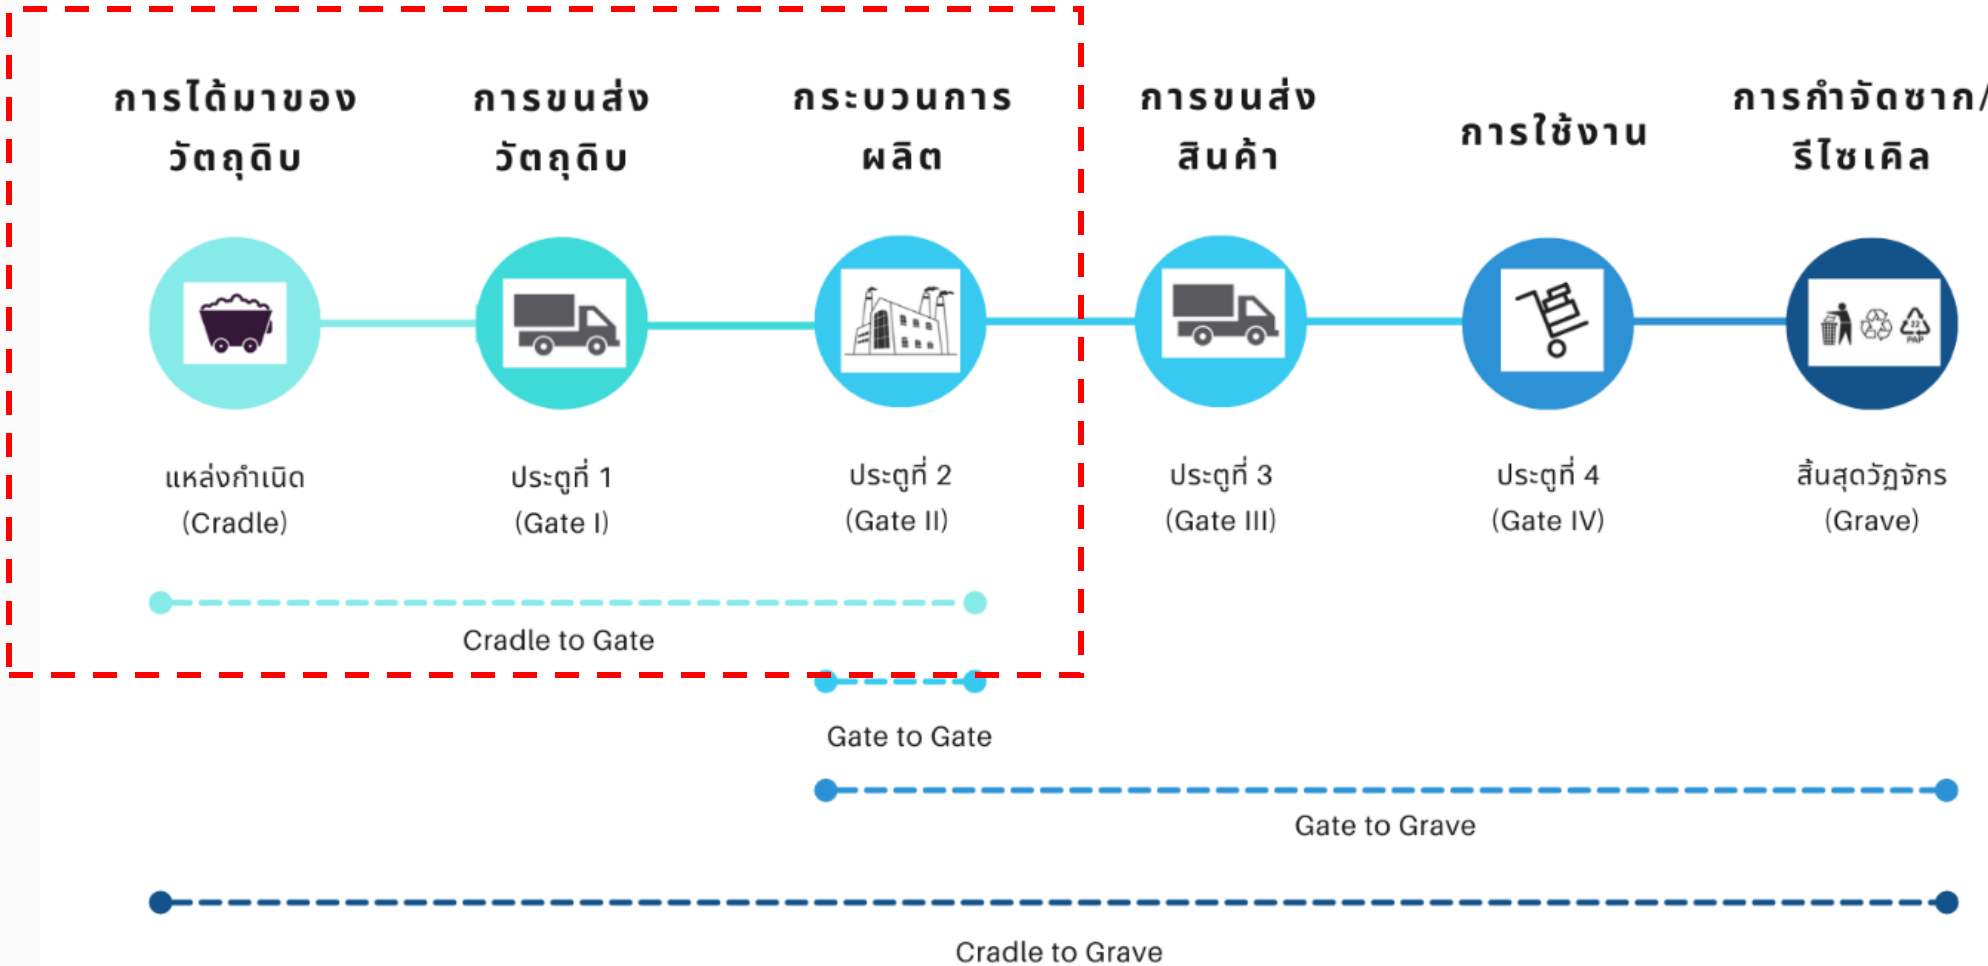 การได้มาของ
วัตถุดิบ
การขนส่ง
วัตถุดิบ
กระบวนการ
ผลิต
การขนส่ง
สินค้า
การใช้งาน
การกำจัดซาก/
รีไซเคิล
22
PAP
แหล่งกำเนิด
(Cradle)
ประตูที่ 1
(Gate I)
ประตูที่ 2
(Gate II)
ประตูที่ 3
(Gate III)
ประตูที่ 4
(Gate IV)
สิ้นสุดวัฏจักร
(Grave)
Cradle to Gate
Gate to Gate
Gate to Grave
Cradle to Grave